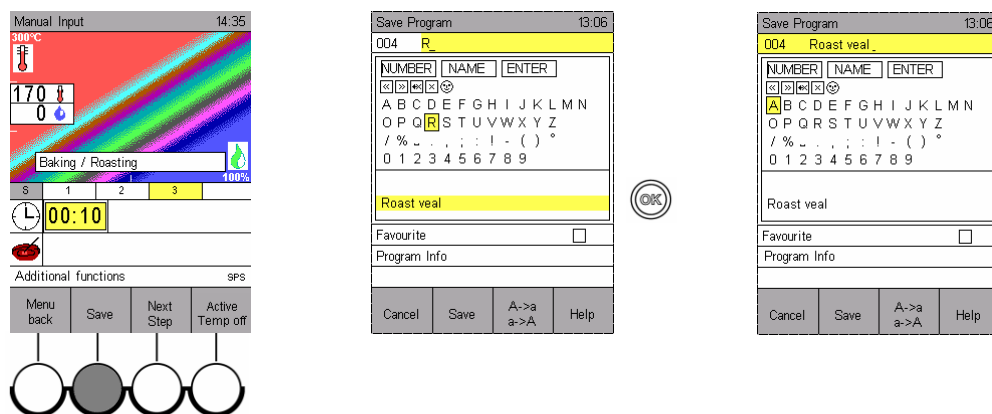 Manual Input 14:35
300°C
170
0
Baking / Roasting
100%
S 1 2 3
00:10
Additional functions SPS
Menu back
Save
Next Step
Active Temp off
Save Program 13:06
004 R_
NUMBER NAME ENTER
A B C D E F G H I J K L M N
O P Q R S T U V W X Y Z
/ % . , ; : ! - ( ) °
0 1 2 3 4 5 6 7 8 9
Roast veal
Favourite
Program Info
Cancel
Save
A->a
a->A
Help
OK
Save Program 13:06
004 Roast veal_
NUMBER NAME ENTER
A B C D E F G H I J K L M N
O P Q R S T U V W X Y Z
/ % . , ; : ! - ( ) °
0 1 2 3 4 5 6 7 8 9
Roast veal
Favourite
Program Info
Cancel
Save
A->a
a->A
Help